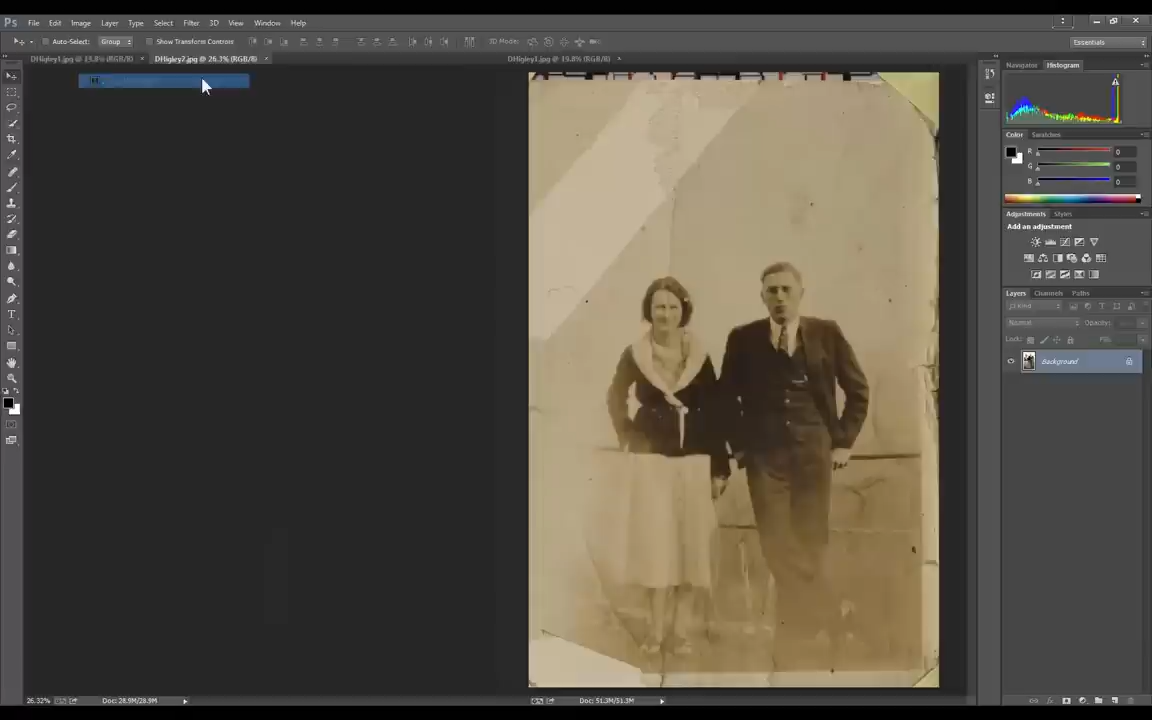 Ps File Edit Image Layer Type Select Filter 3D View Window Help
Auto-Select: Group Show Transform Controls 3D Mode: Essentials
DHigley1.jpg @ 13.8% (RGB/8) × DHigley2.jpg @ 26.3% (RGB/8) × DHigley1.jpg @ 19.8% (RGB/8) ×
Navigator Histogram
Color Swatches
R 0
G 0
B 0
Adjustments Styles
Add an adjustment
Layers Channels Paths
Kind
Normal Opacity:
Lock: Fill:
Background
26.32% Doc: 28.9M/28.9M Doc: 51.3M/51.3M